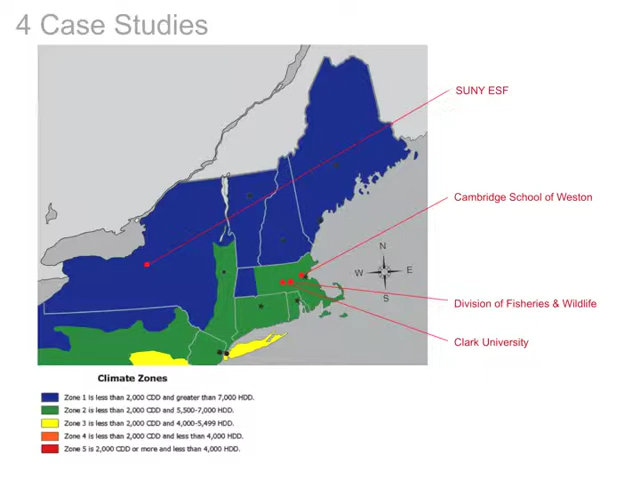 4 Case Studies
SUNY ESF
Cambridge School of Weston
N
W
E
S
Division of Fisheries & Wildlife
Clark University
Climate Zones
Zone 1 is less than 2,000 CDD and greater than 7,000 HDD.
Zone 2 is less than 2,000 CDD and 5,500-7,000 HDD.
Zone 3 is less than 2,000 CDD and 4,000-5,499 HDD.
Zone 4 is less than 2,000 CDD and less than 4,000 HDD.
Zone 5 is 2,000 CDD or more and less than 4,000 HDD.